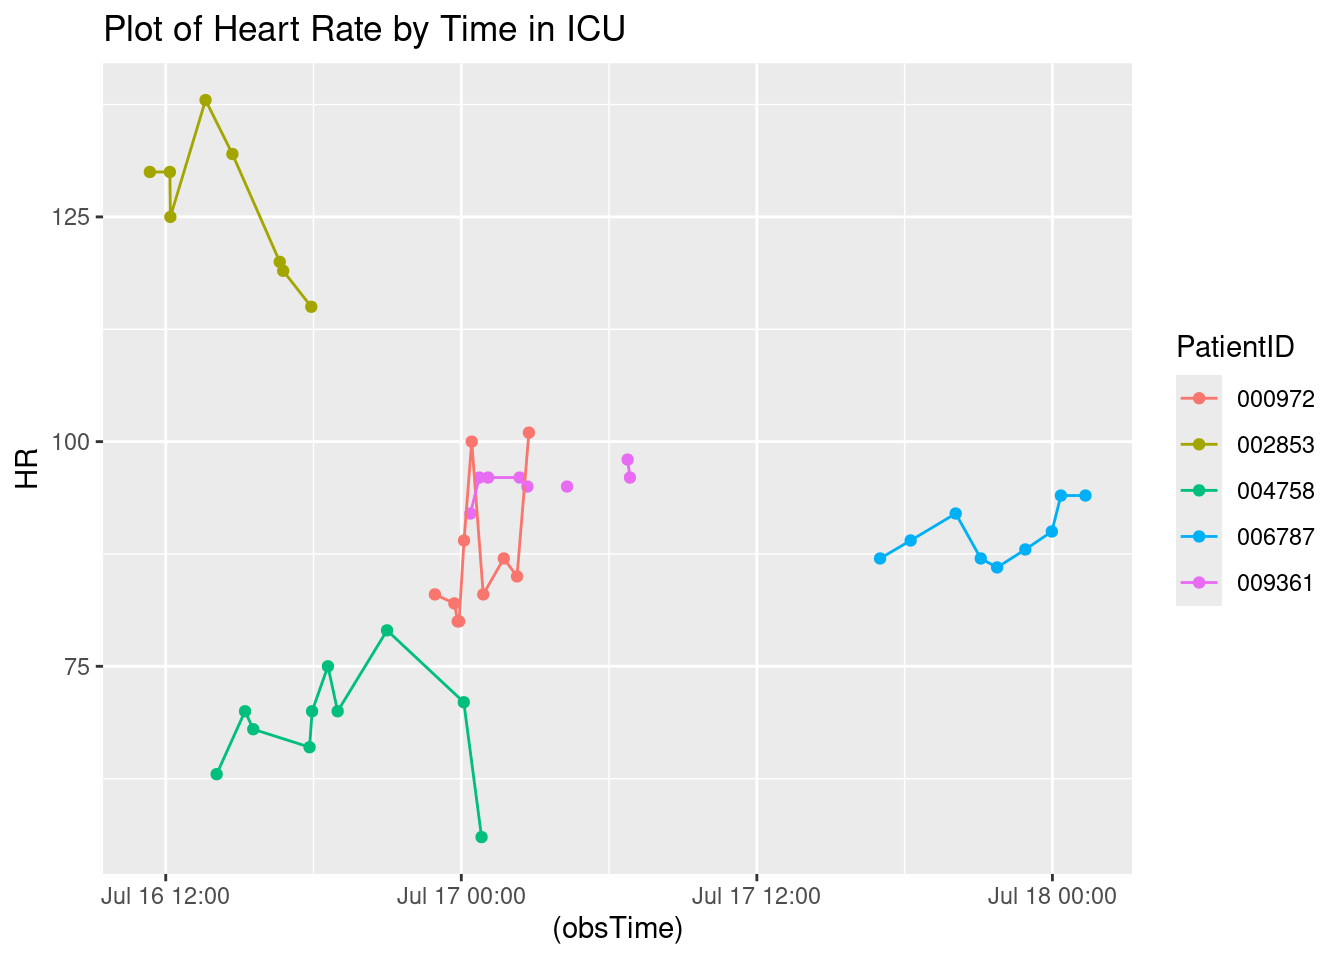 Plot of Heart Rate by Time in ICU
HR
125
100
75
Jul 16 12:00
Jul 17 00:00
Jul 17 12:00
Jul 18 00:00
(obsTime)
PatientID
000972
002853
004758
006787
009361